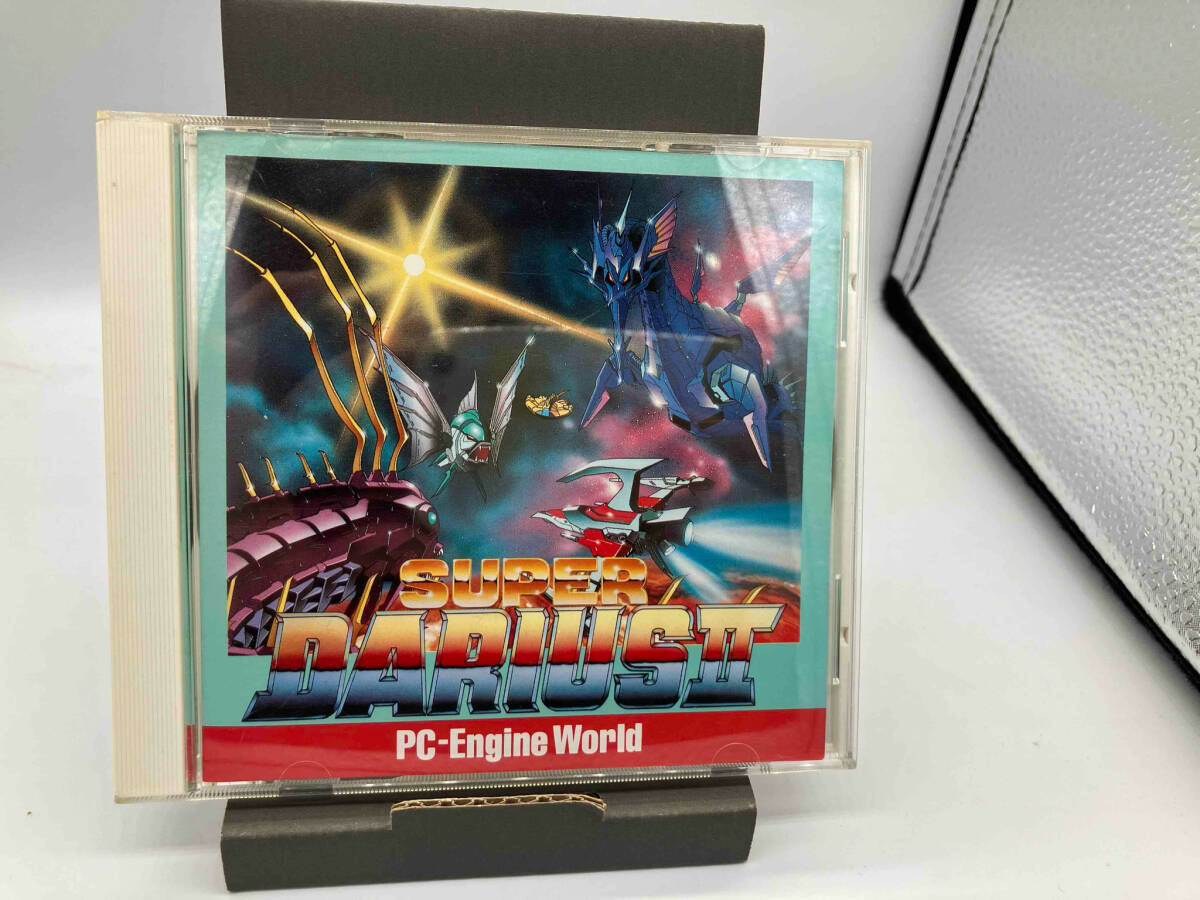 SUPER
DARIUS II
PC-Engine World